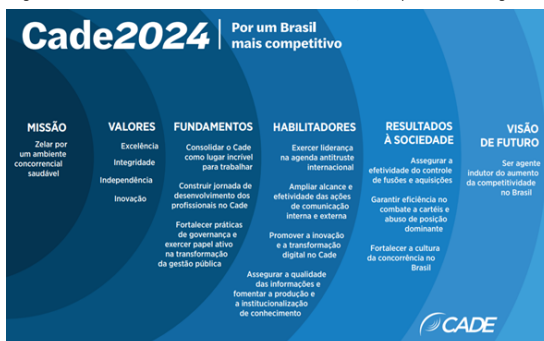 Cade2024
Por um Brasil
mais competitivo
MISSÃO
Zelar por
um ambiente
concorrencial
saudável
VALORES
Excelência
Integridade
Independência
Inovação
FUNDAMENTOS
Consolidar o Cade
como lugar incrível
para trabalhar
Construir jornada de
desenvolvimento dos
profissionais no Cade
Fortalecer práticas
de governança e
exercer papel ativo
na transformação
da gestão pública
HABILITADORES
Exercer liderança
na agenda antitruste
internacional
Ampliar alcance e
efetividade das ações
de comunicação
interna e externa
Promover a inovação
e a transformação
digital no Cade
Assegurar a qualidade
das informações e
fomentar a produção e
a institucionalização
de conhecimento
RESULTADOS
À SOCIEDADE
Assegurar a
efetividade do controle
de fusões e aquisições
Garantir eficiência no
combate a cartéis e
abuso de posição
dominante
Fortalecer a cultura
da concorrência no
Brasil
VISÃO
DE FUTURO
Ser agente
indutor do aumento
da competitividade
no Brasil
CADE